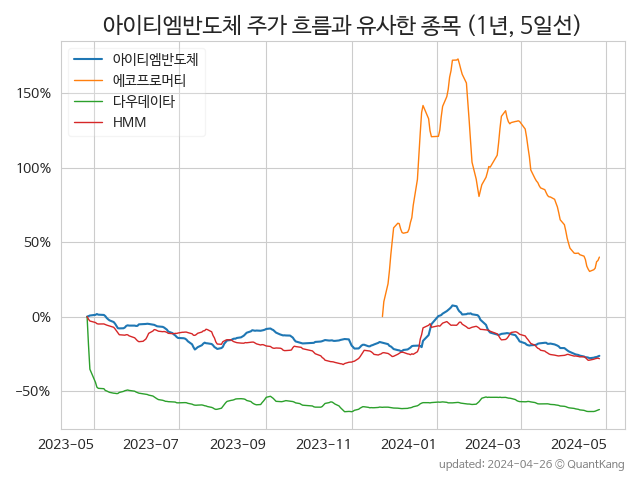 아이티엠반도체 주가 흐름과 유사한 종목 (1년, 5일선)
아이티엠반도체
에코프로머티
다우데이타
HMM
150%
100%
50%
0%
−50%
2023-05 2023-07 2023-09 2023-11 2024-01 2024-03 2024-05
updated: 2024-04-26 © QuantKang